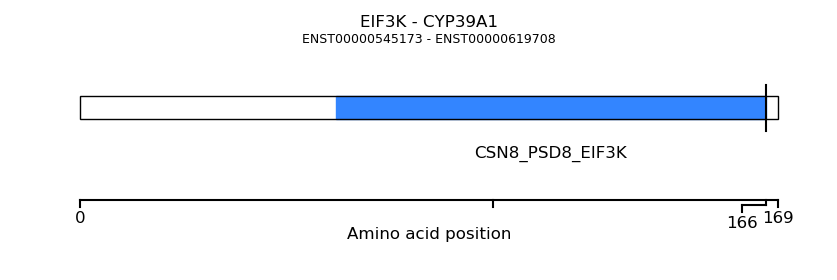 EIF3K - CYP39A1
ENST00000545173 - ENST00000619708
CSN8_PSD8_EIF3K
0
166
169
Amino acid position